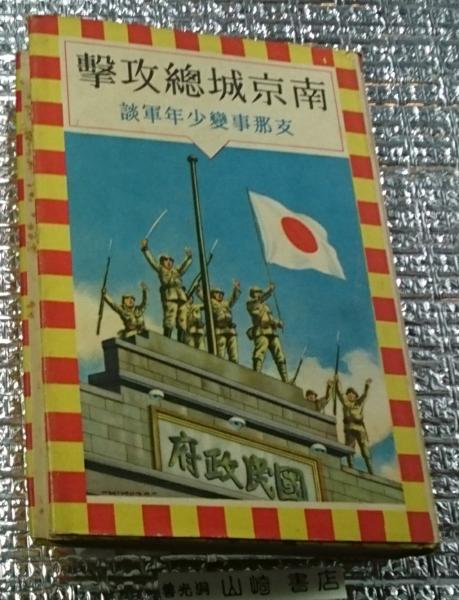 南京城總攻擊
支那事變少年軍談
國民政府
山崎書店